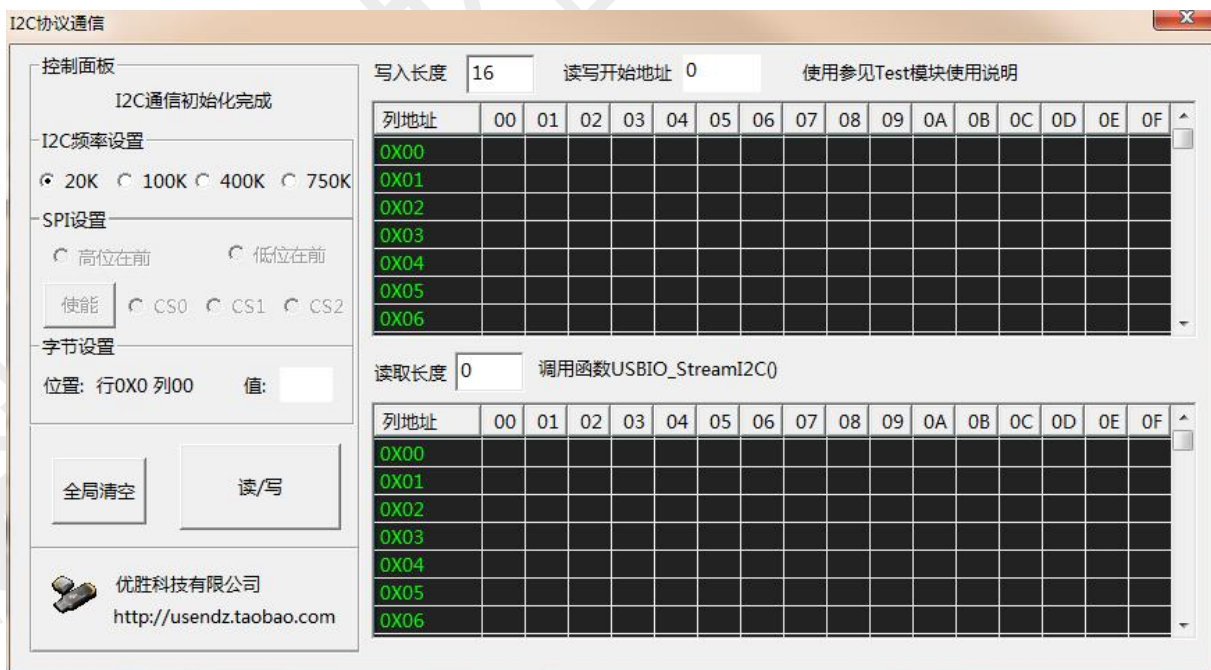 I2C协议通信
控制面板
I2C通信初始化完成
I2C频率设置
20K 100K 400K 750K
SPI设置
高位在前 低位在前
使能 CS0 CS1 CS2
字节设置
位置: 行0X0 列00 值:
全局清空 读/写
优胜科技有限公司
http://usendz.taobao.com
写入长度 16 读写开始地址 0 使用参见Test模块使用说明
列地址 00 01 02 03 04 05 06 07 08 09 0A 0B 0C 0D 0E 0F
0X00
0X01
0X02
0X03
0X04
0X05
0X06
读取长度 0 调用函数USBIO_StreamI2C()
列地址 00 01 02 03 04 05 06 07 08 09 0A 0B 0C 0D 0E 0F
0X00
0X01
0X02
0X03
0X04
0X05
0X06